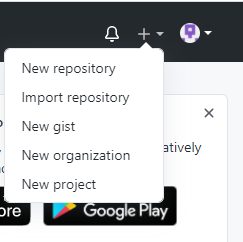 New repository
Import repository
New gist
New organization
atively
New project
ore
Google Play